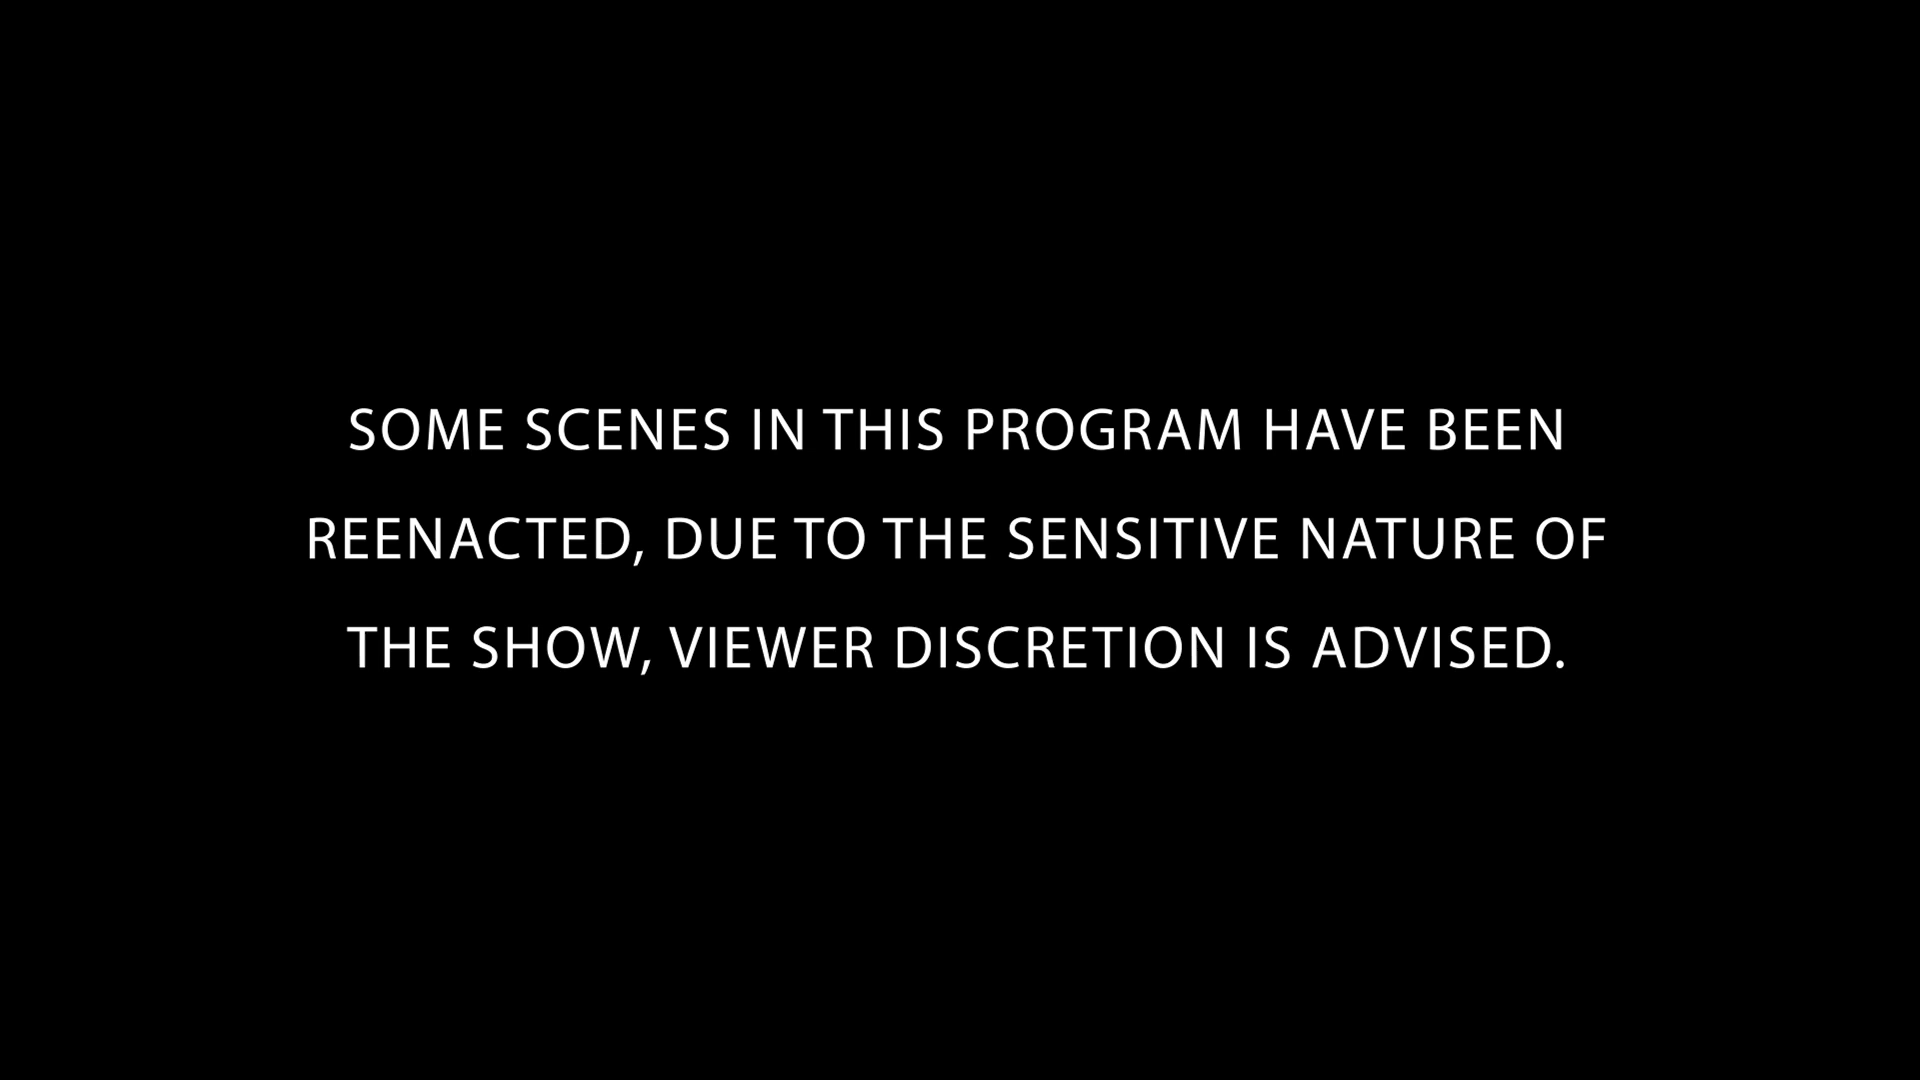 SOME SCENES IN THIS PROGRAM HAVE BEEN
REENACTED, DUE TO THE SENSITIVE NATURE OF
THE SHOW, VIEWER DISCRETION IS ADVISED.